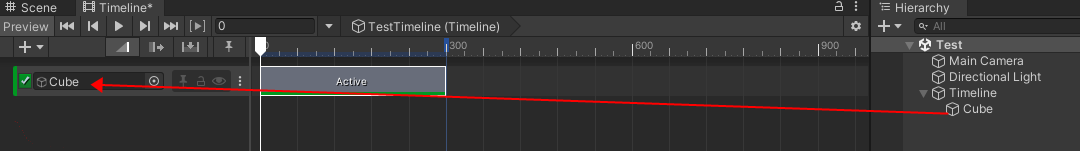 Scene
Timeline*
Hierarchy
Preview
0
TestTimeline (Timeline)
All
300
600
900
Test
Cube
Active
Main Camera
Directional Light
Timeline
Cube